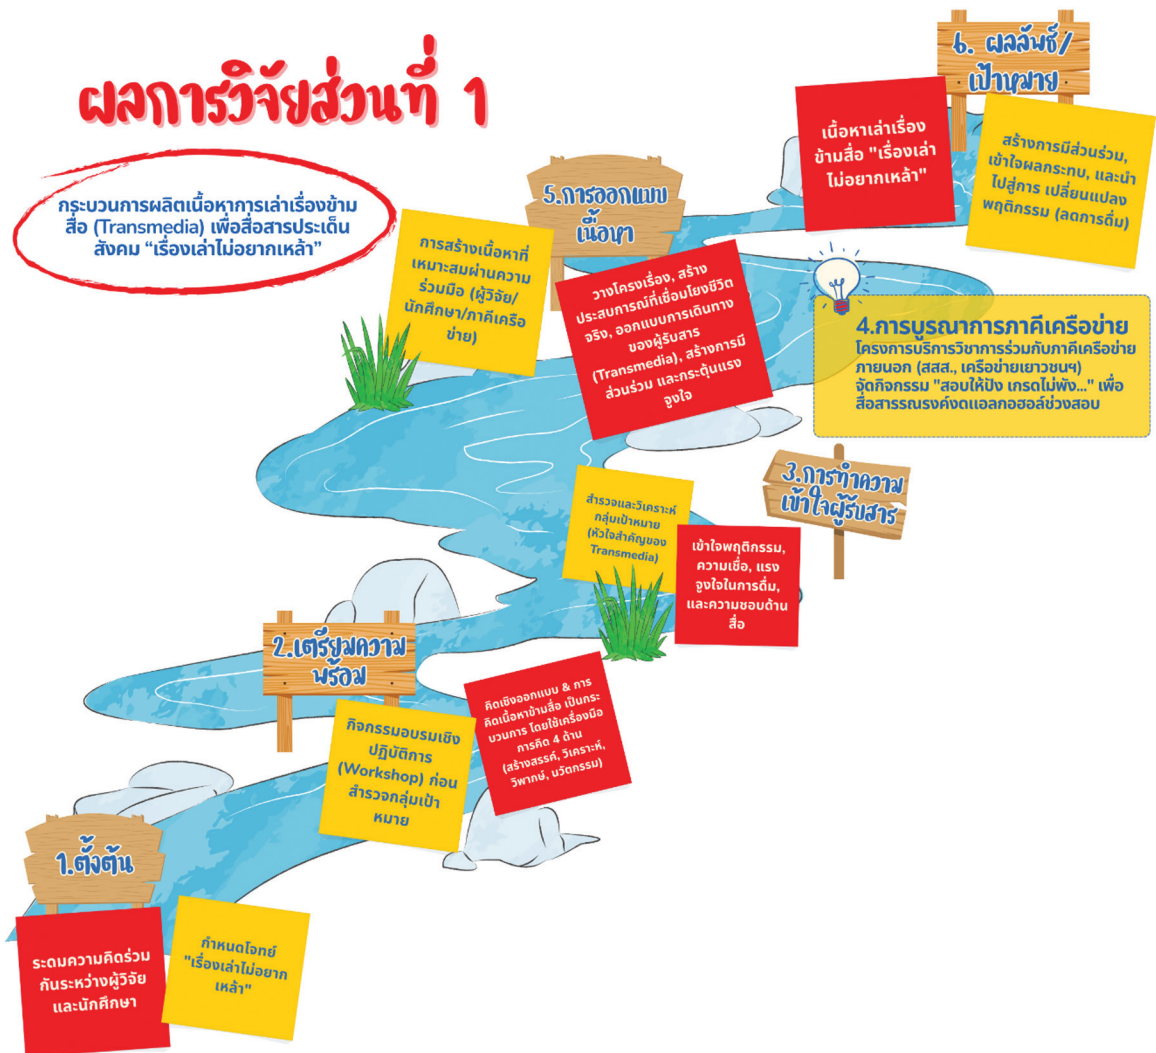 ผลการวิจัยส่วนที่ 1
กระบวนการผลิตเนื้อหาการเล่าเรื่องข้าม
สื่อ (Transmedia) เพื่อสื่อสารประเด็น
สังคม “เรื่องเล่าไม่อยากเหล้า”
6. ผลลัพธ์/
เป้าหมาย
เนื้อหาเล่าเรื่อง
ข้ามสื่อ "เรื่องเล่า
ไม่อยากเหล้า"
สร้างการมีส่วนร่วม,
เข้าใจผลกระทบ, และนำ
ไปสู่การ เปลี่ยนแปลง
พฤติกรรม (ลดการดื่ม)
5.การออกแบบ
เนื้อหา
การสร้างเนื้อหาที่
เหมาะสมผ่านความ
ร่วมมือ (ผู้วิจัย/
นักศึกษา/ภาคีเครือ
ข่าย)
วางโครงเรื่อง, สร้าง
ประสบการณ์ที่เชื่อมโยงชีวิต
จริง, ออกแบบการเดินทาง
ของผู้รับสาร
(Transmedia), สร้างการมี
ส่วนร่วม และกระตุ้นแรง
จูงใจ
4.การบูรณาการภาคีเครือข่าย
โครงการบริการวิชาการร่วมกับภาคีเครือข่าย
ภายนอก (สสส., เครือข่ายเยาวชนฯ)
จัดกิจกรรม "สอบให้ปัง เกรดไม่พัง..." เพื่อ
สื่อสารรณรงค์งดแอลกอฮอล์ช่วงสอบ
3.การทำความ
เข้าใจผู้รับสาร
สำรวจและวิเคราะห์
กลุ่มเป้าหมาย
(หัวใจสำคัญของ
Transmedia)
เข้าใจพฤติกรรม,
ความเชื่อ, แรง
จูงใจในการดื่ม,
และความชอบด้าน
สื่อ
2.เตรียมความ
พร้อม
กิจกรรมอบรมเชิง
ปฏิบัติการ
(Workshop) ก่อน
สำรวจกลุ่มเป้า
หมาย
คิดเชิงออกแบบ & การ
คิดเนื้อหาข้ามสื่อ เป็นกระ
บวนการ โดยใช้เครื่องมือ
การคิด 4 ด้าน
(สร้างสรรค์, วิเคราะห์,
วิพากษ์, นวัตกรรม)
1.ตั้งต้น
ระดมความคิดร่วม
กันระหว่างผู้วิจัย
และนักศึกษา
กำหนดโจทย์
"เรื่องเล่าไม่อยาก
เหล้า"